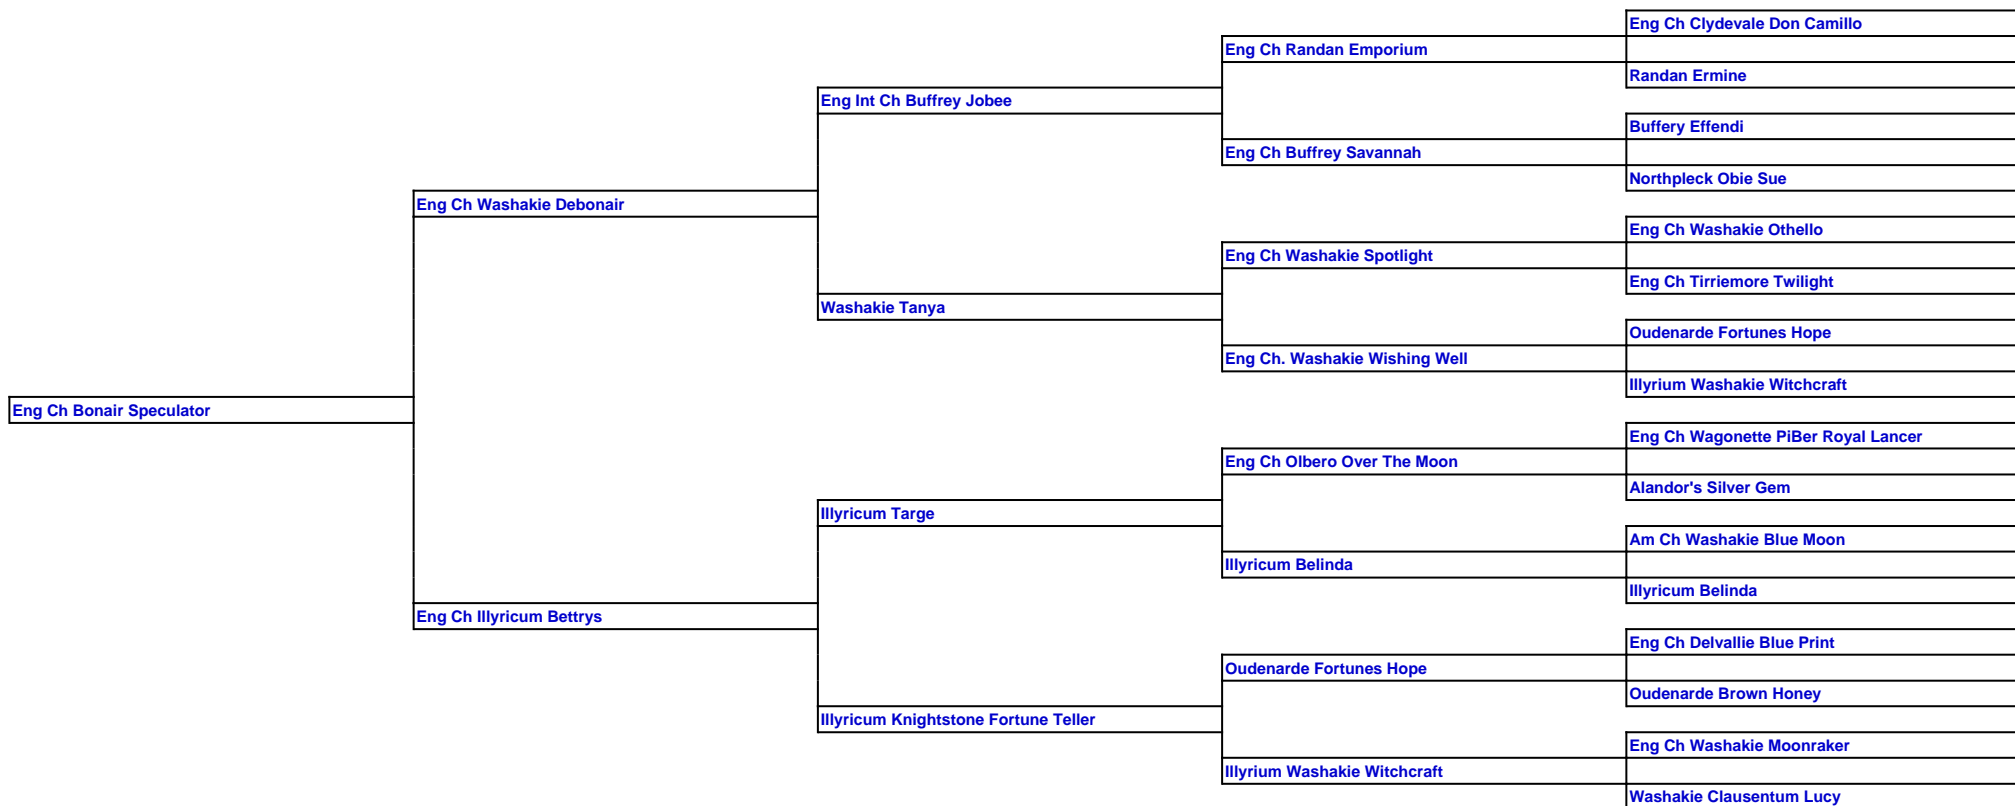 Eng Ch Clydevale Don Camillo
Eng Ch Randan Emporium
Randan Ermine
Eng Int Ch Buffrey Jobee
Buffery Effendi
Eng Ch Buffrey Savannah
Northpleck Obie Sue
Eng Ch Washakie Debonair
Eng Ch Washakie Othello
Eng Ch Washakie Spotlight
Eng Ch Tirriemore Twilight
Washakie Tanya
Oudenarde Fortunes Hope
Eng Ch. Washakie Wishing Well
Illyrium Washakie Witchcraft
Eng Ch Bonair Speculator
Eng Ch Wagonette PiBer Royal Lancer
Eng Ch Olbero Over The Moon
Alandor's Silver Gem
Illyricum Targe
Am Ch Washakie Blue Moon
Illyricum Belinda
Illyricum Belinda
Eng Ch Illyricum Bettrys
Eng Ch Delvallie Blue Print
Oudenarde Fortunes Hope
Oudenarde Brown Honey
Illyricum Knightstone Fortune Teller
Eng Ch Washakie Moonraker
Illyrium Washakie Witchcraft
Washakie Clausentum Lucy